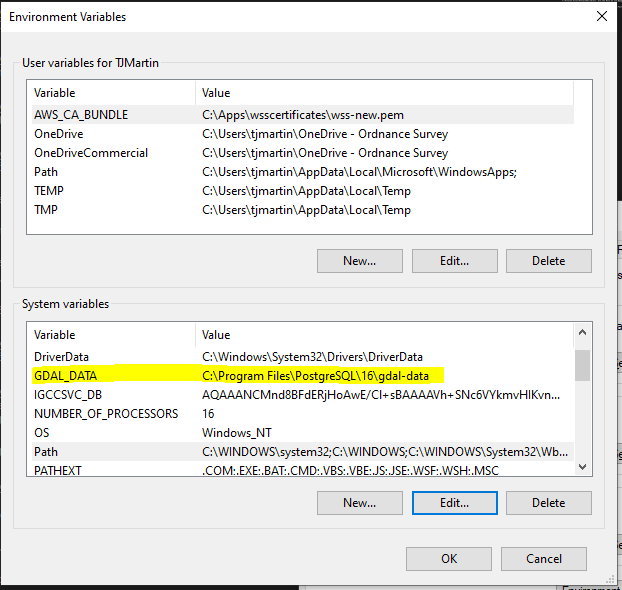 Environment Variables
User variables for TJMartin
Variable Value
AWS_CA_BUNDLE C:\Apps\wsscertificates\wss-new.pem
OneDrive C:\Users\tjmartin\OneDrive - Ordnance Survey
OneDriveCommercial C:\Users\tjmartin\OneDrive - Ordnance Survey
Path C:\Users\tjmartin\AppData\Local\Microsoft\WindowsApps;
TEMP C:\Users\tjmartin\AppData\Local\Temp
TMP C:\Users\tjmartin\AppData\Local\Temp
New... Edit... Delete
System variables
Variable Value
DriverData C:\Windows\System32\Drivers\DriverData
GDAL_DATA C:\Program Files\PostgreSQL\16\gdal-data
IGCCSVC_DB
NUMBER_OF_PROCESSORS 16
OS Windows_NT
Path C:\WINDOWS\system32;C:\WINDOWS;C:\WINDOWS\System32\Wb...
PATHEXT .COM;.EXE;.BAT;.CMD;.VBS;.VBE;.JS;.JSE;.WSF;.WSH;.MSC
New... Edit... Delete
OK Cancel